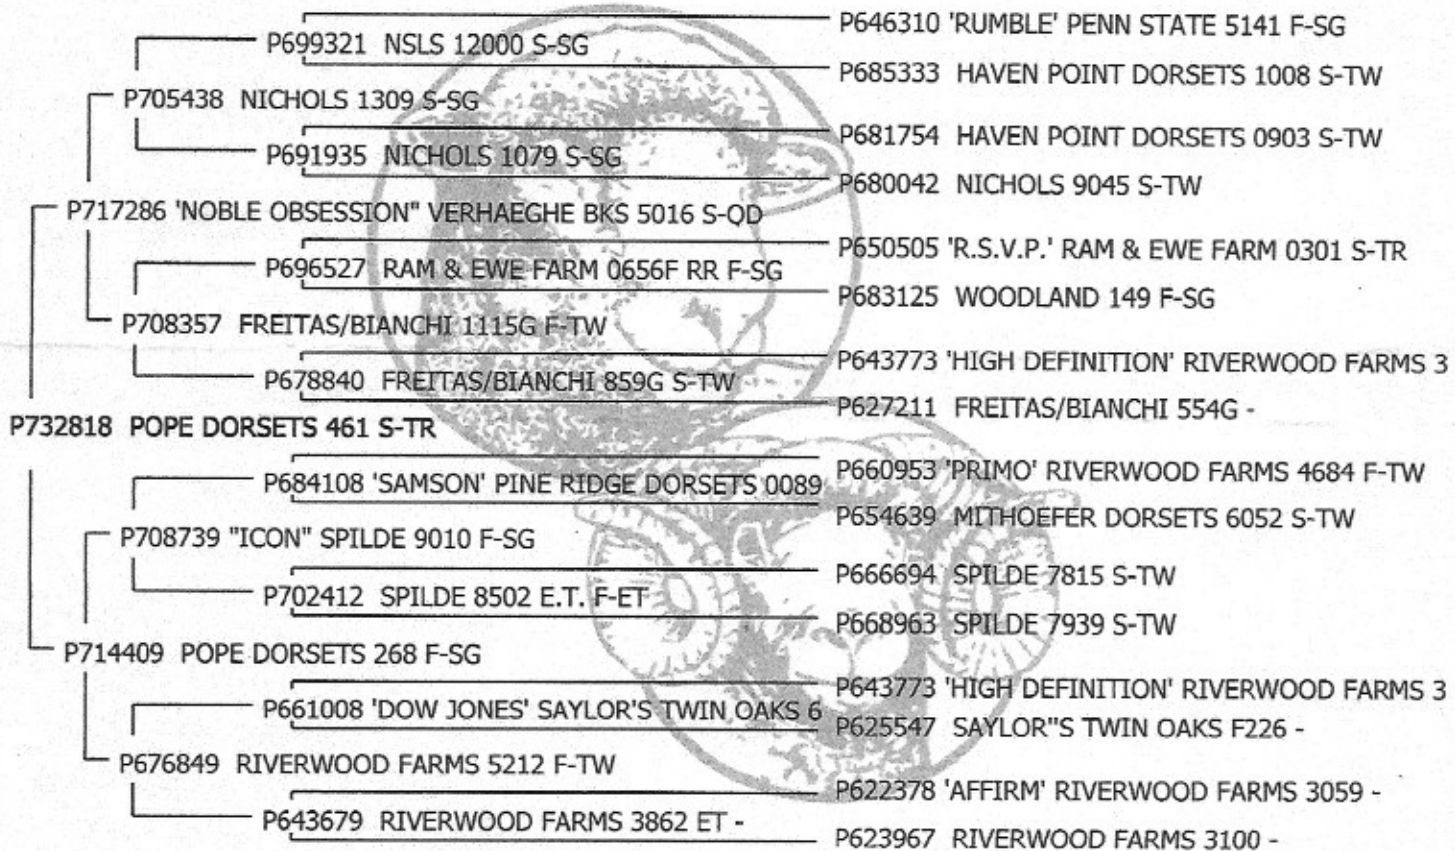 P646310 'RUMBLE' PENN STATE 5141 F-SG
P699321 NSLS 12000 S-SG
P685333 HAVEN POINT DORSETS 1008 S-TW
P705438 NICHOLS 1309 S-SG
P681754 HAVEN POINT DORSETS 0903 S-TW
P691935 NICHOLS 1079 S-SG
P680042 NICHOLS 9045 S-TW
P717286 'NOBLE OBSESSION" VERHAEGHE BKS 5016 S-QD
P650505 'R.S.V.P.' RAM & EWE FARM 0301 S-TR
P696527 RAM & EWE FARM 0656F RR F-SG
P683125 WOODLAND 149 F-SG
P708357 FREITAS/BIANCHI 1115G F-TW
P643773 'HIGH DEFINITION' RIVERWOOD FARMS 3
P678840 FREITAS/BIANCHI 859G S-TW
P627211 FREITAS/BIANCHI 554G -
P732818 POPE DORSETS 461 S-TR
P660953 'PRIMO' RIVERWOOD FARMS 4684 F-TW
P684108 'SAMSON' PINE RIDGE DORSETS 0089
P654639 MITHOEFER DORSETS 6052 S-TW
P708739 "ICON" SPILDE 9010 F-SG
P666694 SPILDE 7815 S-TW
P702412 SPILDE 8502 E.T. F-ET
P668963 SPILDE 7939 S-TW
P714409 POPE DORSETS 268 F-SG
P643773 'HIGH DEFINITION' RIVERWOOD FARMS 3
P661008 'DOW JONES' SAYLOR'S TWIN OAKS 6
P625547 SAYLOR"S TWIN OAKS F226 -
P676849 RIVERWOOD FARMS 5212 F-TW
P622378 'AFFIRM' RIVERWOOD FARMS 3059 -
P643679 RIVERWOOD FARMS 3862 ET -
P623967 RIVERWOOD FARMS 3100 -